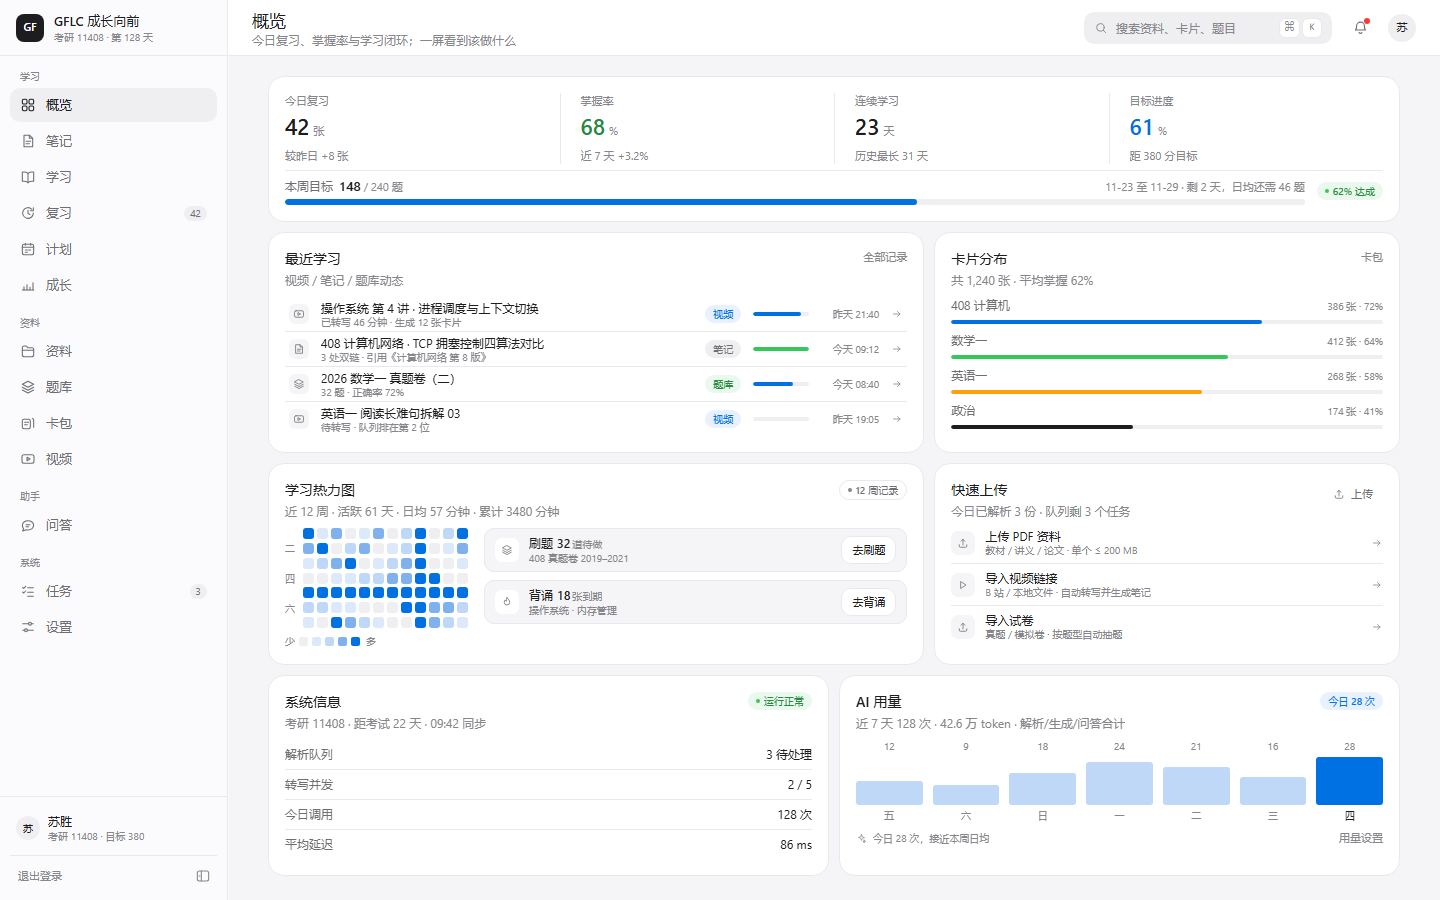 GF
GFLC 成长向前
考研 11408 · 第 128 天
学习
概览
笔记
学习
复习
42
计划
成长
资料
资料
题库
卡包
视频
助手
问答
系统
任务
3
设置
苏
苏胜
考研 11408 · 目标 380
退出登录
概览
今日复习、掌握率与学习闭环；一屏看到该做什么
搜索资料、卡片、题目
⌘ K
苏
今日复习
42 张
较昨日 +8 张
掌握率
68 %
近 7 天 +3.2%
连续学习
23 天
历史最长 31 天
目标进度
61 %
距 380 分目标
本周目标 148 / 240 题
11-23 至 11-29 · 剩 2 天，日均还需 46 题
62% 达成
最近学习
全部记录
视频 / 笔记 / 题库动态
操作系统 第 4 讲 · 进程调度与上下文切换
已转写 46 分钟 · 生成 12 张卡片
视频
昨天 21:40
408 计算机网络 · TCP 拥塞控制四算法对比
3 处双链 · 引用《计算机网络 第 8 版》
笔记
今天 09:12
2026 数学一 真题卷（二）
32 题 · 正确率 72%
题库
今天 08:40
英语一 阅读长难句拆解 03
待转写 · 队列排在第 2 位
视频
昨天 19:05
卡片分布
卡包
共 1,240 张 · 平均掌握 62%
408 计算机
386 张 · 72%
数学一
412 张 · 64%
英语一
268 张 · 58%
政治
174 张 · 41%
学习热力图
12 周记录
近 12 周 · 活跃 61 天 · 日均 57 分钟 · 累计 3480 分钟
二
四
六
少
多
刷题 32 道待做
408 真题卷 2019–2021
去刷题
背诵 18 张到期
操作系统 · 内存管理
去背诵
快速上传
上传
今日已解析 3 份 · 队列剩 3 个任务
上传 PDF 资料
教材 / 讲义 / 论文 · 单个 ≤ 200 MB
导入视频链接
B 站 / 本地文件 · 自动转写并生成笔记
导入试卷
真题 / 模拟卷 · 按题型自动抽题
系统信息
运行正常
考研 11408 · 距考试 22 天 · 09:42 同步
解析队列
3 待处理
转写并发
2 / 5
今日调用
128 次
平均延迟
86 ms
AI 用量
今日 28 次
近 7 天 128 次 · 42.6 万 token · 解析/生成/问答合计
12 9 18 24 21 16 28
五 六 日 一 二 三 四
今日 28 次，接近本周日均
用量设置